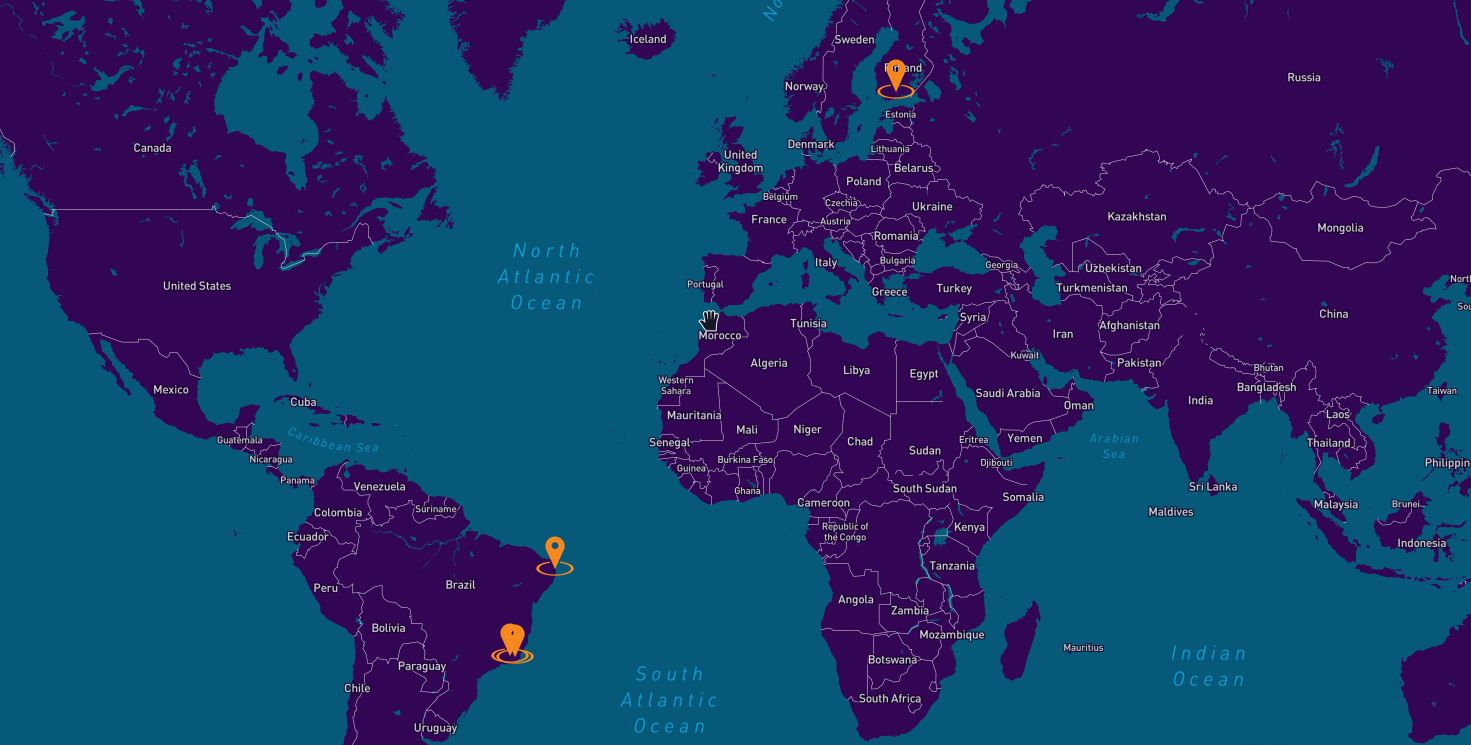 No
Iceland
Sweden
Finland
Russia
Norway
Estonia
Canada
United
Kingdom
Denmark
Lithuania
Belarus
Poland
Belgium
Czechia
Ukraine
Kazakhstan
France
Austria
Mongolia
Romania
North
Atlantic
Ocean
Italy
Bulgaria
Georgia
Uzbekistan
United States
Portugal
Greece
Turkey
Turkmenistan
Nort
Sou
China
Syria
Tunisia
Morocco
Afghanistan
Iran
Kuwait
Pakistan
Algeria
Libya
Egypt
Bhutan
Bangladesh
Taiwan
Mexico
Western
Sahara
Saudi Arabia
India
Cuba
Oman
Mauritania
Laos
Mali
Niger
Chad
Eritrea
Yemen
Arabian
Sea
Thailand
Guatemala
Caribbean Sea
Senegal
Sudan
Nicaragua
Burkina Faso
Guinea
Djibouti
Philippin
Panama
Venezuela
Ghana
South Sudan
Somalia
Sri Lanka
Colombia
Suriname
Cameroon
Maldives
Malaysia
Brunei
Ecuador
Republic of
the Congo
Kenya
Indonesia
Peru
Brazil
Tanzania
Angola
Zambia
Bolivia
Mozambique
Mauritius
Paraguay
Botswana
Indian
Ocean
Chile
South
Atlantic
Ocean
South Africa
Uruguay